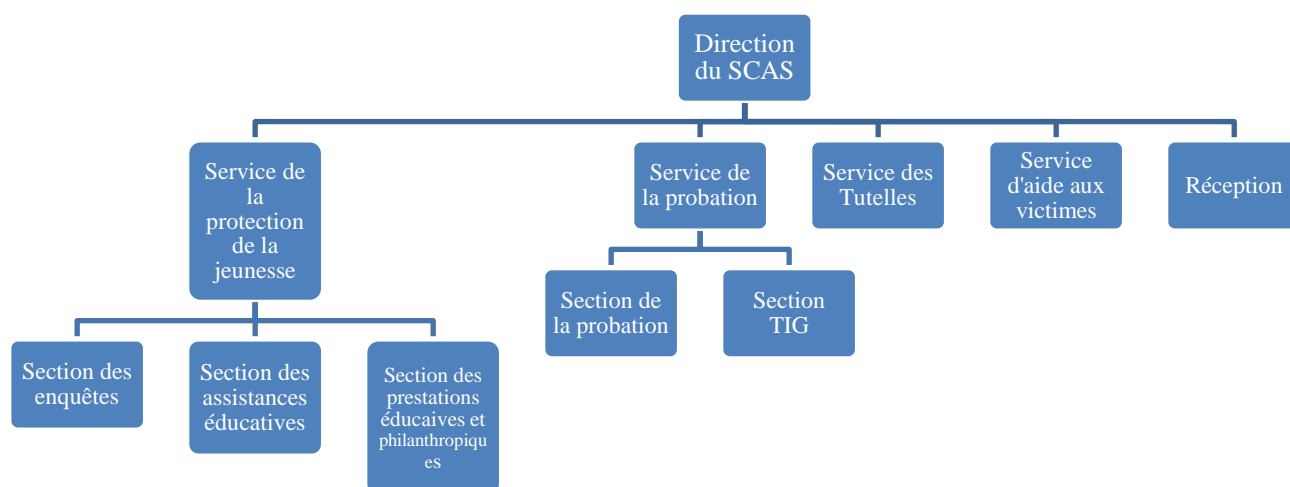 Direction
du SCAS
Service de
la
protection
de la
jeunesse
Service de
la probation
Service des
Tutelles
Service
d'aide aux
victimes
Réception
Section de
la probation
Section
TIG
Section des
enquêtes
Section des
assistances
éducatives
Section des
prestations
éducaives et
philanthropiqu
es